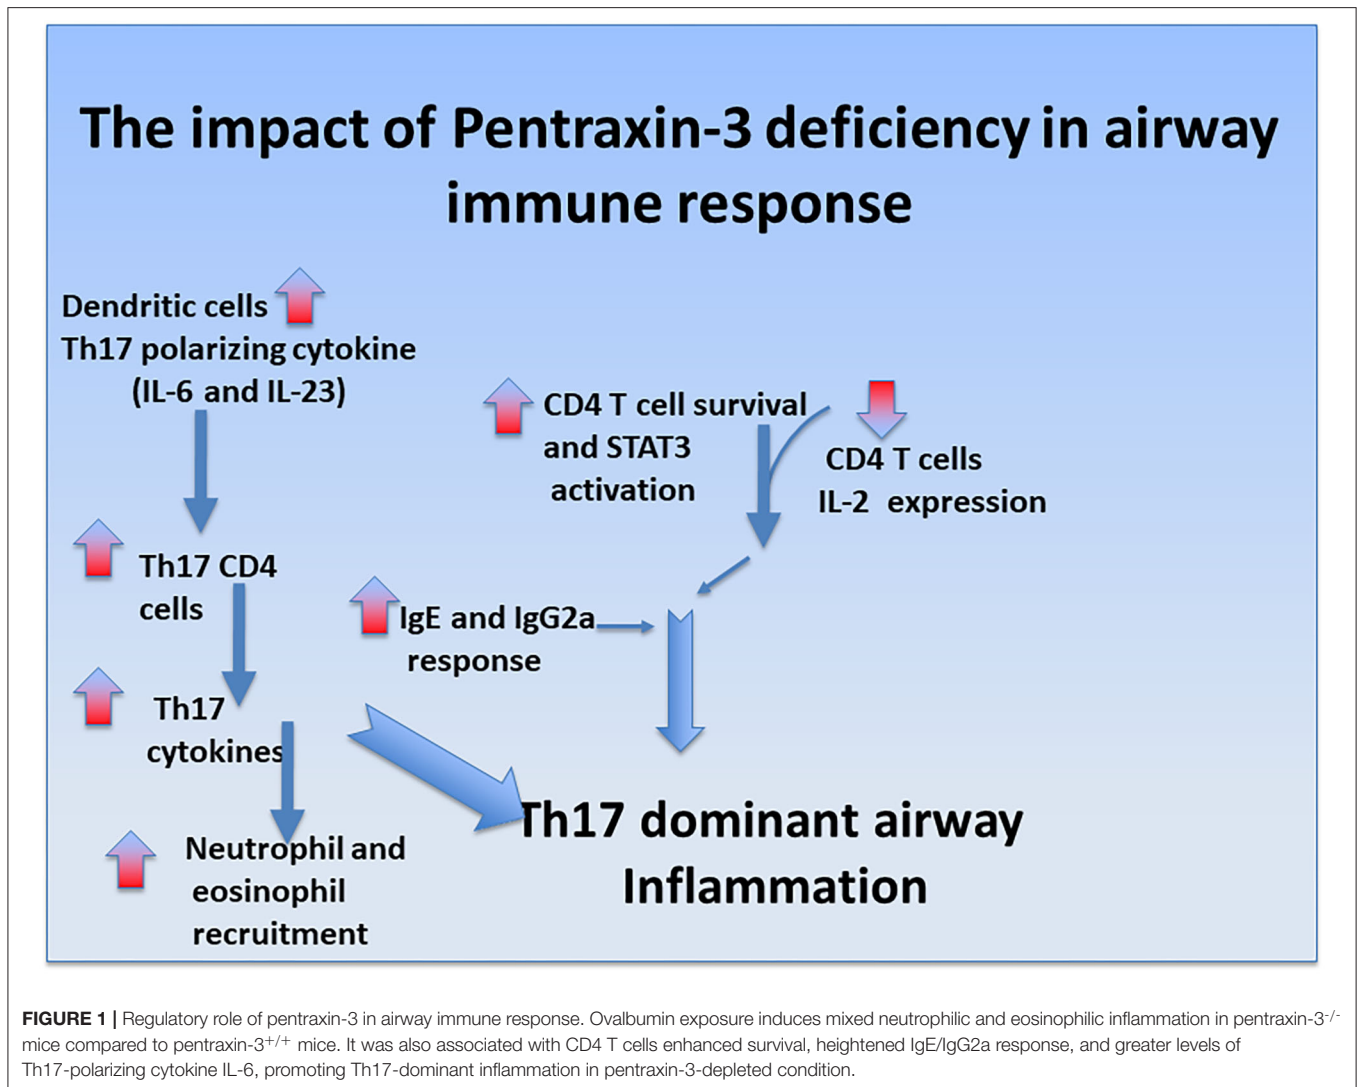 The impact of Pentraxin-3 deficiency in airway
immune response
Dendritic cells
Th17 polarizing cytokine
(IL-6 and IL-23)
Th17 CD4
cells
Th17
cytokines
Neutrophil and
eosinophil
recruitment
CD4 T cell survival
and STAT3
activation
CD4 T cells
IL-2 expression
IgE and IgG2a
response
Th17 dominant airway
Inflammation
FIGURE 1 | Regulatory role of pentraxin-3 in airway immune response. Ovalbumin exposure induces mixed neutrophilic and eosinophilic inflammation in pentraxin-3-/-
mice compared to pentraxin-3+/+ mice. It was also associated with CD4 T cells enhanced survival, heightened IgE/IgG2a response, and greater levels of
Th17-polarizing cytokine IL-6, promoting Th17-dominant inflammation in pentraxin-3-depleted condition.